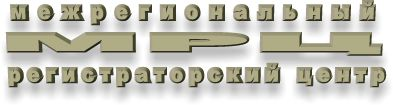 межрегиональный
МРЦ
регистраторский центр